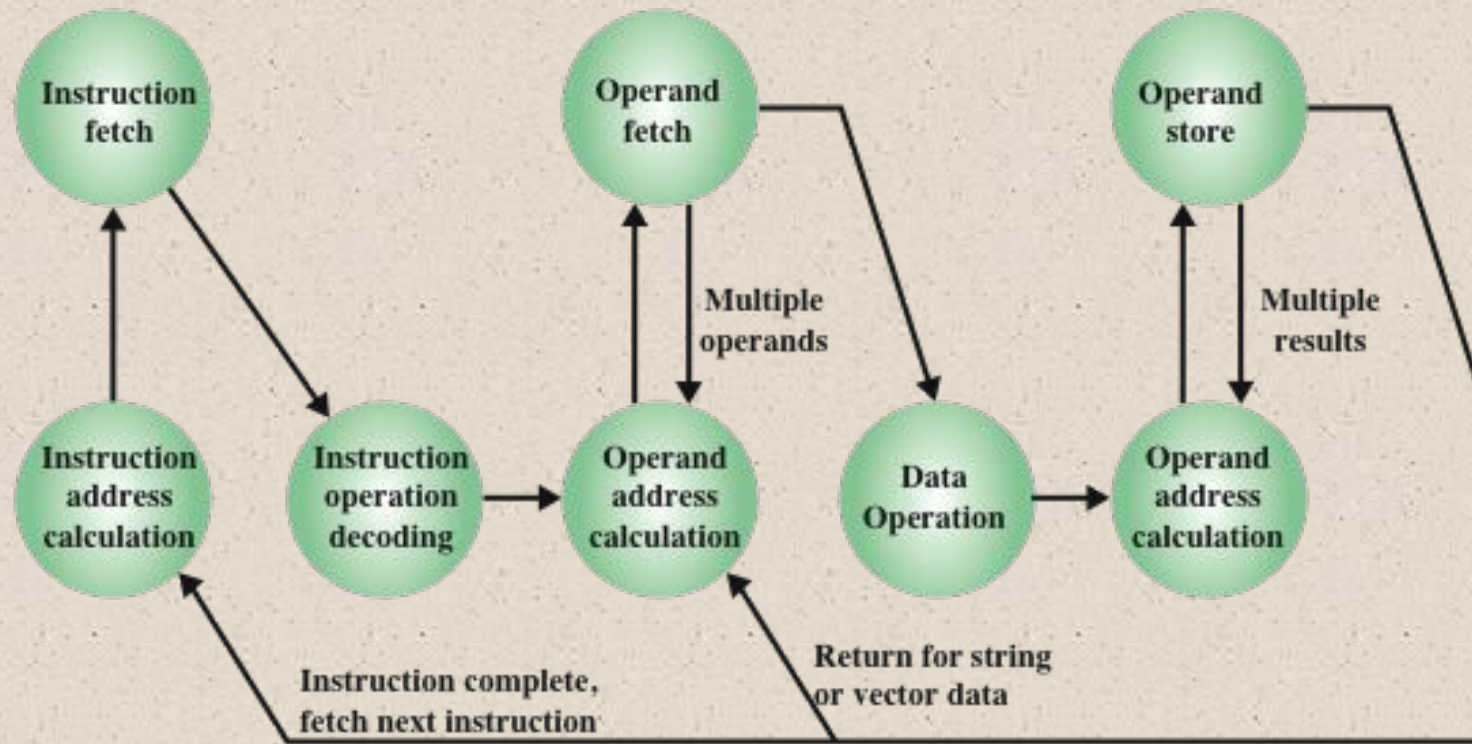 Instruction
fetch
Operand
fetch
Operand
store
Multiple
operands
Multiple
results
Instruction
address
calculation
Instruction
operation
decoding
Operand
address
calculation
Data
Operation
Operand
address
calculation
Instruction complete,
fetch next instruction
Return for string
or vector data